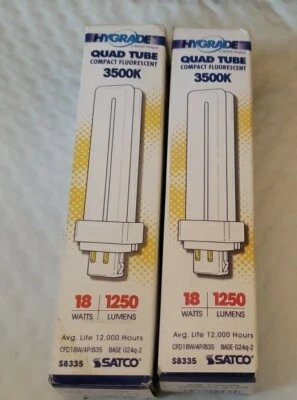 HYGRADE
QUAD TUBE
COMPACT FLUORESCENT
3500K
18 1250
WATTS LUMENS
Avg. Life 12,000 Hours
CFD18W/4P/835 BASE G24q-2
S8335 SATCO
HYGRADE
QUAD TUBE
COMPACT FLUORESCENT
3500K
18 1250
WATTS LUMENS
Avg. Life 12,000 Hours
CFD18W/4P/835 BASE G24q-2
S8335 SATCO